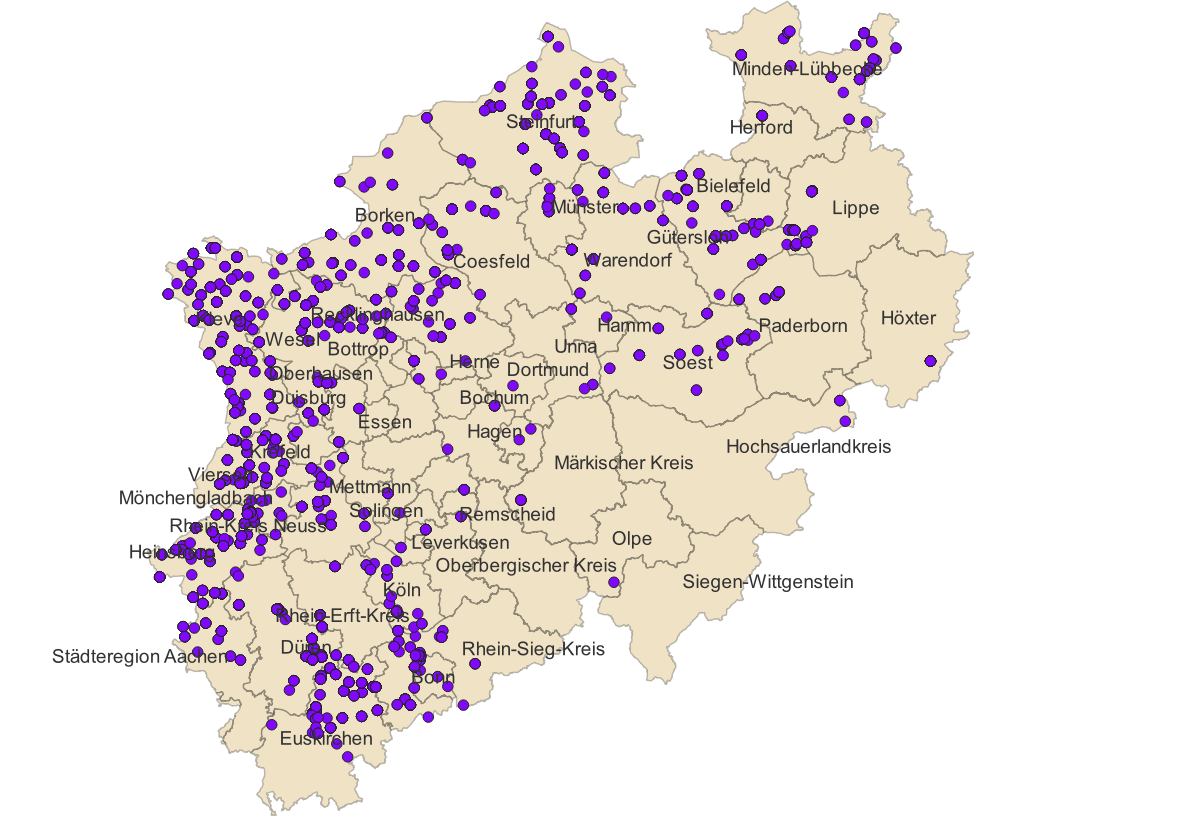 Minden-Lübbecke
Steinfurt
Herford
Bielefeld
Münster
Lippe
Borken
Gütersloh
Coesfeld
Warendorf
Recklinghausen
Kleve
Hamm
Paderborn
Höxter
Wesel
Bottrop
Unna
Herne
Dortmund
Soest
Oberhausen
Duisburg
Bochum
Essen
Hagen
Hochsauerlandkreis
Krefeld
Märkischer Kreis
Viersen
Mettmann
Mönchengladbach
Solingen
Remscheid
Rhein-Kreis Neuss
Heinsberg
Leverkusen
Olpe
Oberbergischer Kreis
Siegen-Wittgenstein
Köln
Rhein-Erft-Kreis
Düren
Rhein-Sieg-Kreis
Städteregion Aachen
Bonn
Euskirchen